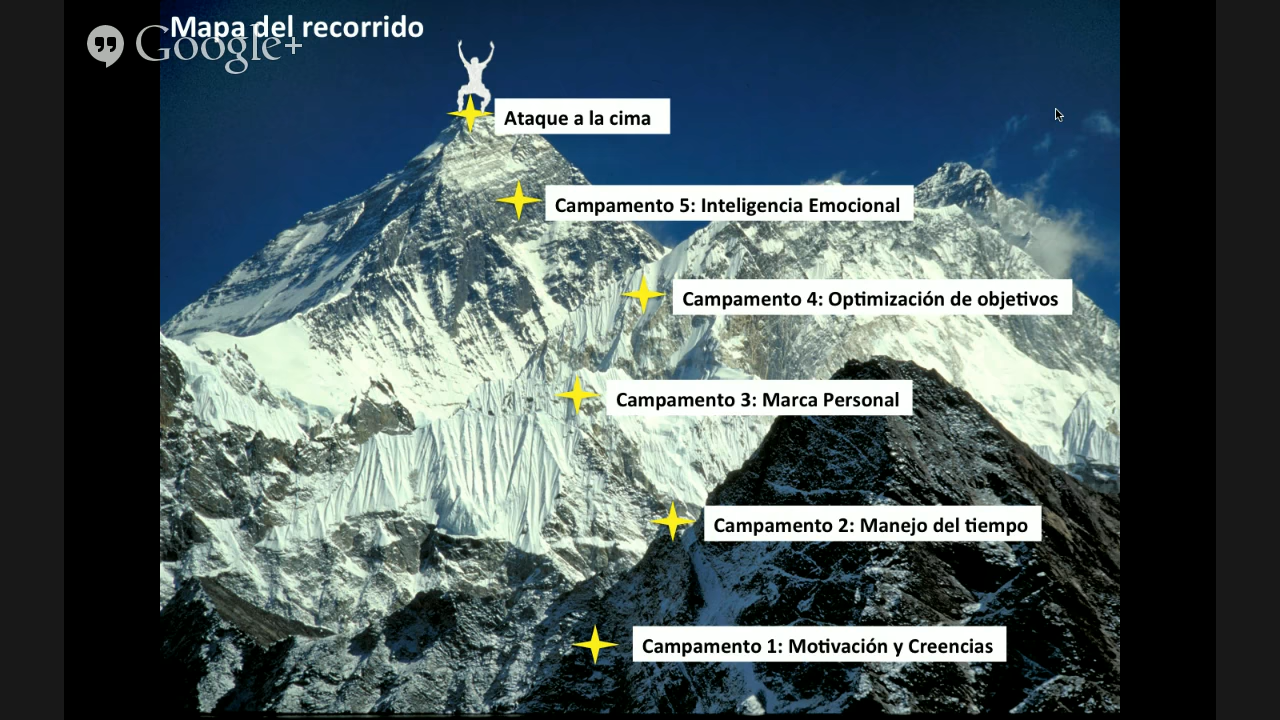 Mapa del recorrido
Google+
Ataque a la cima
Campamento 5: Inteligencia Emocional
Campamento 4: Optimización de objetivos
Campamento 3: Marca Personal
Campamento 2: Manejo del tiempo
Campamento 1: Motivación y Creencias